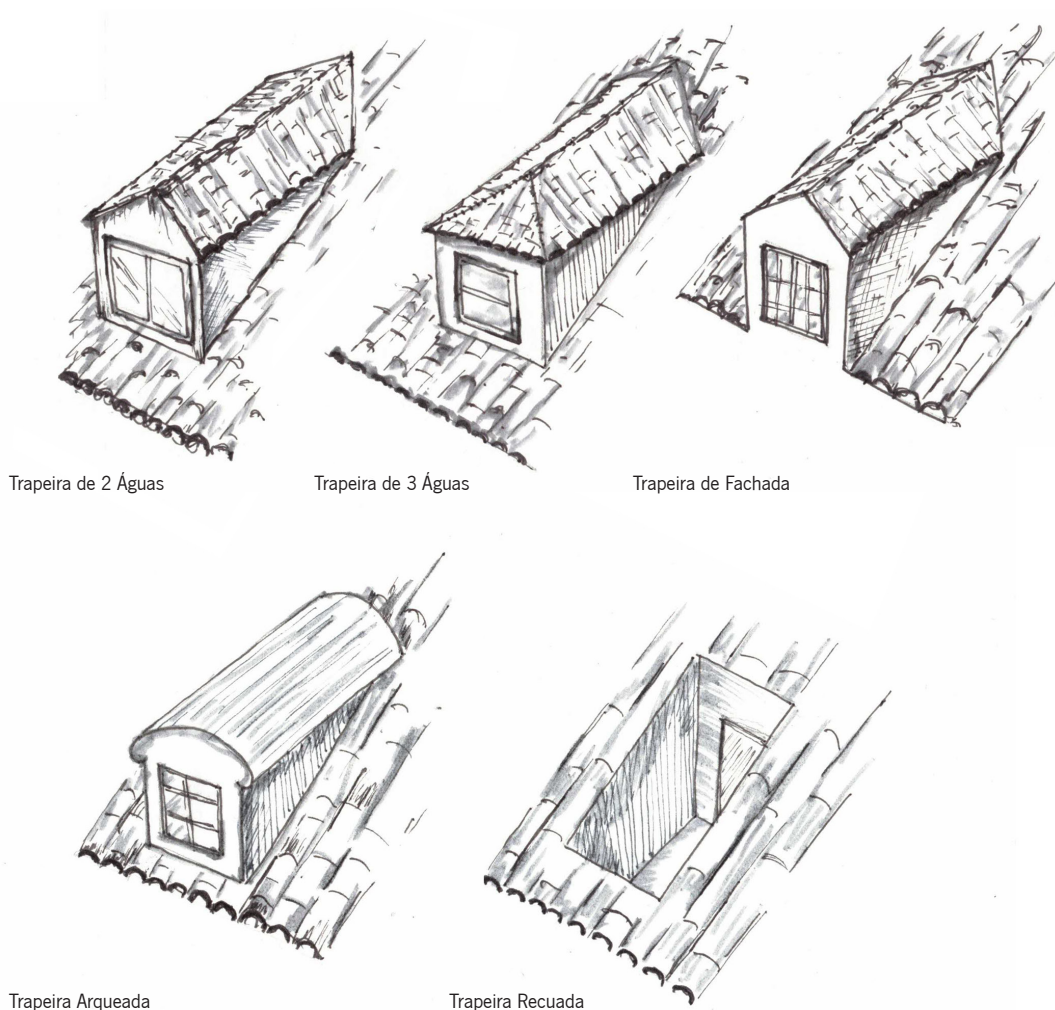 Trapeira de 2 Águas
Trapeira de 3 Águas
Trapeira de Fachada
Trapeira Arqueada
Trapeira Recuada